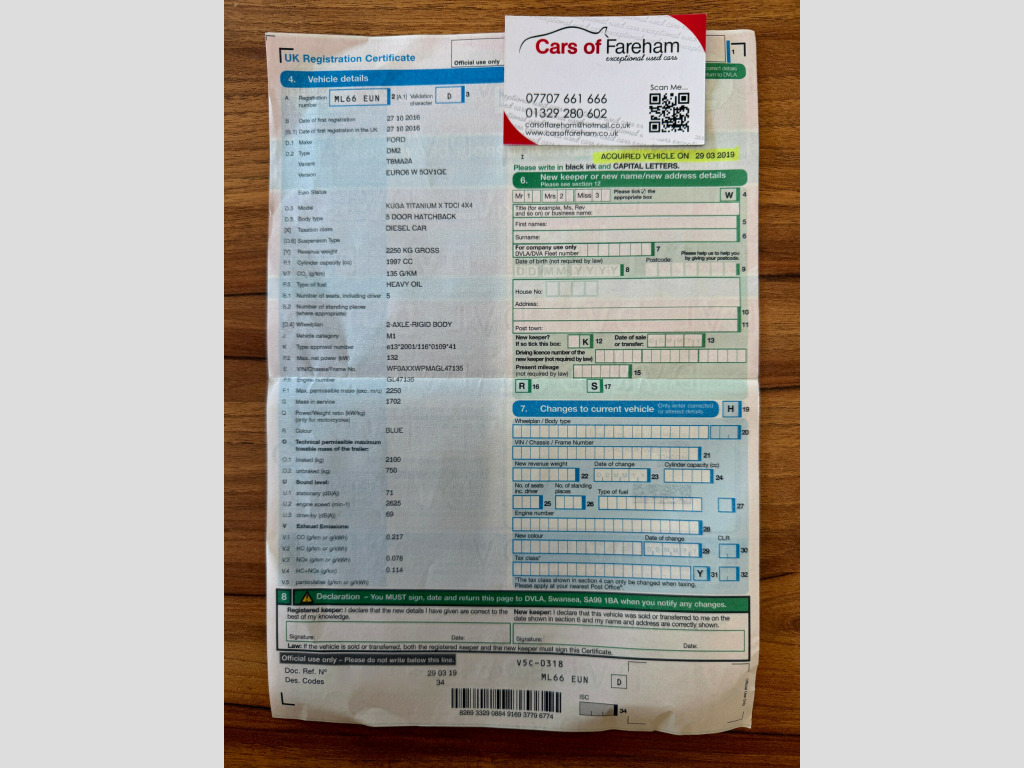 UK Registration Certificate
Official use only
1
Cars of Fareham
exceptional used cars
Scan Me...
07707 661 666
01329 280 602
carsoffareham@hotmail.co.uk
www.carsoffareham.co.uk
4. Vehicle details
A Registration number ML66 EUN 2 [A.1] Validation character D 3
B Date of first registration 27 10 2016
[B.1] Date of first registration in the UK 27 10 2016
D.1 Make FORD
D.2 Type DM2
Variant
Version
Euro Status
D.3 Model KUGA TITANIUM X TDCI 4X4
D.5 Body type 5 DOOR HATCHBACK
[X] Taxation class DIESEL CAR
Suspension Type
[Y] Revenue weight 2250 KG GROSS
P.1 Cylinder capacity (cc) 1997 CC
V.7 CO2 (g/km) 135 G/KM
P.3 Type of fuel HEAVY OIL
S.1 Number of seats, including driver 5
S.2 Number of standing places
(where appropriate)
Wheelplan 2-AXLE-RIGID BODY
J Vehicle category M1
K Type approval number e13*2001/116*0109*41
P.2 Max. net power (kW) 132
E VIN/Chassis/Frame No. WF0AXXWPMAGL47135
P.5 Engine number GL47135
F.1 Max. permissible mass (exc. m/c) 2250
G Mass in service 1702
Q Power/Weight ratio (kW/kg)
(only for motorcycles)
R Colour BLUE
O Technical permissible maximum
towable mass of the trailer:
O.1 braked (kg) 2100
O.2 unbraked (kg) 750
U Sound level:
U.1 stationary (dB(A)) 71
U.2 engine speed (min-1) 2625
U.3 drive-by (dB(A)) 69
V Exhaust Emissions:
V.1 CO (g/km or g/kWh) 0.217
V.2 HC (g/km or g/kWh)
V.3 NOx (g/km or g/kWh) 0.078
V.4 HC+NOx (g/km) 0.114
V.5 particulates (g/km or g/kWh)
ACQUIRED VEHICLE ON 29 03 2019
Please write in black ink and CAPITAL LETTERS.
6. New keeper or new name/new address details
Please see section 12
Mr 1 Mrs 2 Miss 3 Please tick the appropriate box W 4
Title (for example, Ms, Rev
and so on) or business name:
First names: 5
Surname: 6
For company use only
DVLA/DVA Fleet number 7 Please help us to help you
by giving your postcode.
Date of birth (not required by law) Postcode:
D D M M Y Y Y Y 8 9
House No:
Address: 10
Post town: 11
New keeper?
If so tick this box: K 12 Date of sale or transfer: 13
Driving licence number of the
new keeper (not required by law)
Present mileage
(not required by law) 15
R 16 S 17
7. Changes to current vehicle Only enter corrected
or altered details H 19
Wheelplan / Body type 20
VIN / Chassis / Frame Number 21
New revenue weight 22 Date of change 23 Cylinder capacity (cc) 24
No. of seats
inc. driver 25 No. of standing
places 26 Type of fuel 27
Engine number 28
New colour Date of change 29 CLR 30
Tax class* Y 31 32
*The tax class shown in section 4 can only be changed when taxing.
Please apply at your nearest Post Office®.
8 Declaration – You MUST sign, date and return this page to DVLA, Swansea, SA99 1BA when you notify any changes.
Registered keeper: I declare that the new details I have given are correct to the
best of my knowledge.
New keeper: I declare that this vehicle was sold or transferred to me on the
date shown in section 6 and my name and address are correctly shown.
Signature: Date: Signature: Date:
Law: If the vehicle is sold or transferred, both the registered keeper and the new keeper must sign this Certificate.
Official use only – Please do not write below this line.
Doc. Ref. Nº 29 03 19
Des. Codes 34
V5C-0318
ML66 EUN D
8269 3329 0884 9169 3779 6774
ISC
34